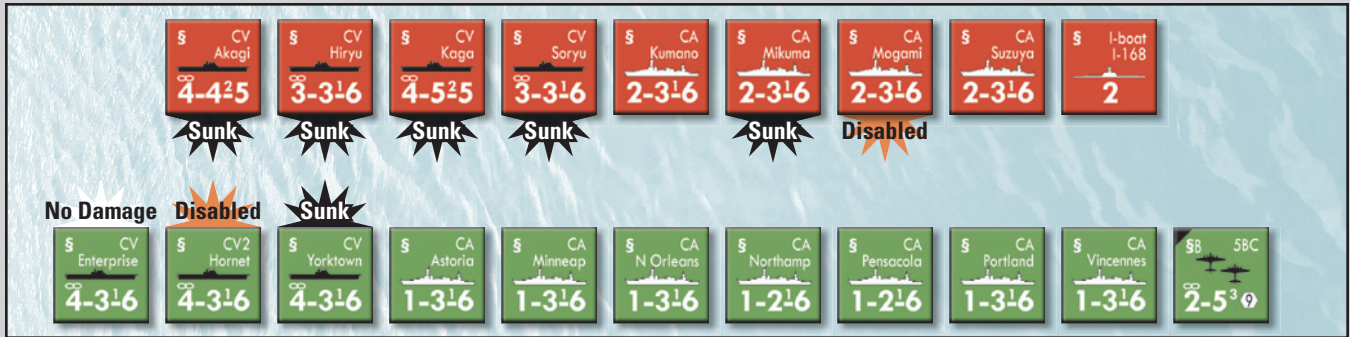 § CV Akagi
∞ 4-4²5
§ CV Hiryu
∞ 3-3¹6
§ CV Kaga
∞ 4-5²5
§ CV Soryu
∞ 3-3¹6
§ CA Kumano
2-3¹6
§ CA Mikuma
2-3¹6
§ CA Mogami
2-3¹6
§ CA Suzuya
2-3¹6
§ I-boat I-168
2
Sunk
Sunk
Sunk
Sunk
Sunk
Disabled
No Damage
Disabled
Sunk
§ CV Enterprise
∞ 4-3¹6
§ CV2 Hornet
∞ 4-3¹6
§ CV Yorktown
∞ 4-3¹6
§ CA Astoria
1-3¹6
§ CA Minneap
1-3¹6
§ CA N Orleans
1-3¹6
§ CA Northamp
1-2¹6
§ CA Pensacola
1-2¹6
§ CA Portland
1-3¹6
§ CA Vincennes
1-3¹6
§B 5BC
∞ 2-5³ 9